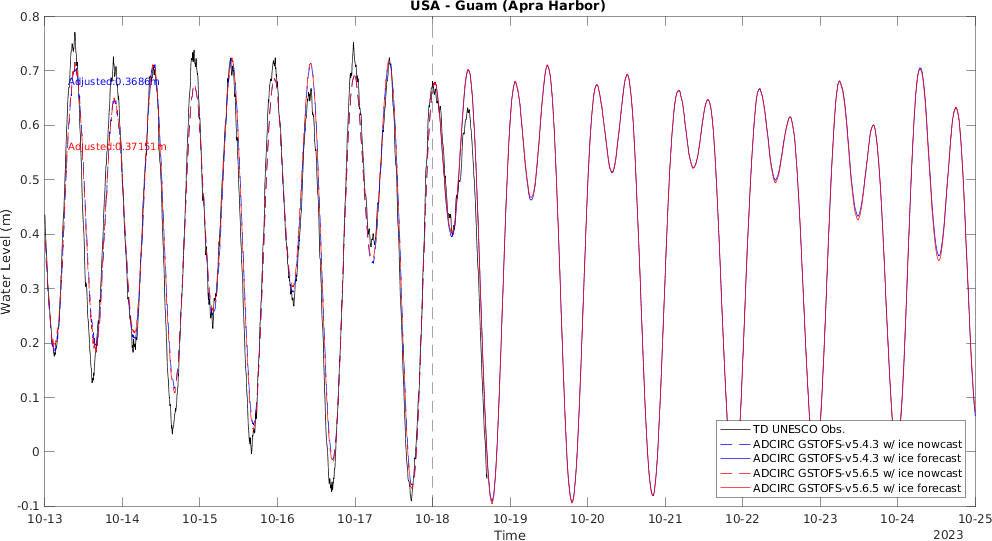 USA - Guam (Apra Harbor)
0.8
0.7
0.6
0.5
0.4
0.3
0.2
0.1
0
-0.1
Water Level (m)
Adjusted:0.3686m
Adjusted:0.37151m
TD UNESCO Obs.
ADCIRC GSTOFS-v5.4.3 w/ ice nowcast
ADCIRC GSTOFS-v5.4.3 w/ ice forecast
ADCIRC GSTOFS-v5.6.5 w/ ice nowcast
ADCIRC GSTOFS-v5.6.5 w/ ice forecast
10-13 10-14 10-15 10-16 10-17 10-18 10-19 10-20 10-21 10-22 10-23 10-24 10-25
Time
2023